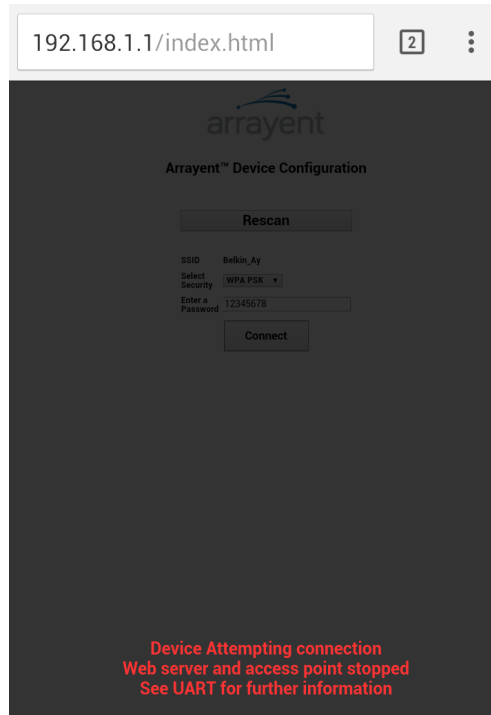 192.168.1.1/index.html
2
arrayent
Arrayent™ Device Configuration
Rescan
SSID Belkin_Ay
Select
Security WPA PSK
Enter a
Password 12345678
Connect
Device Attempting connection
Web server and access point stopped
See UART for further information